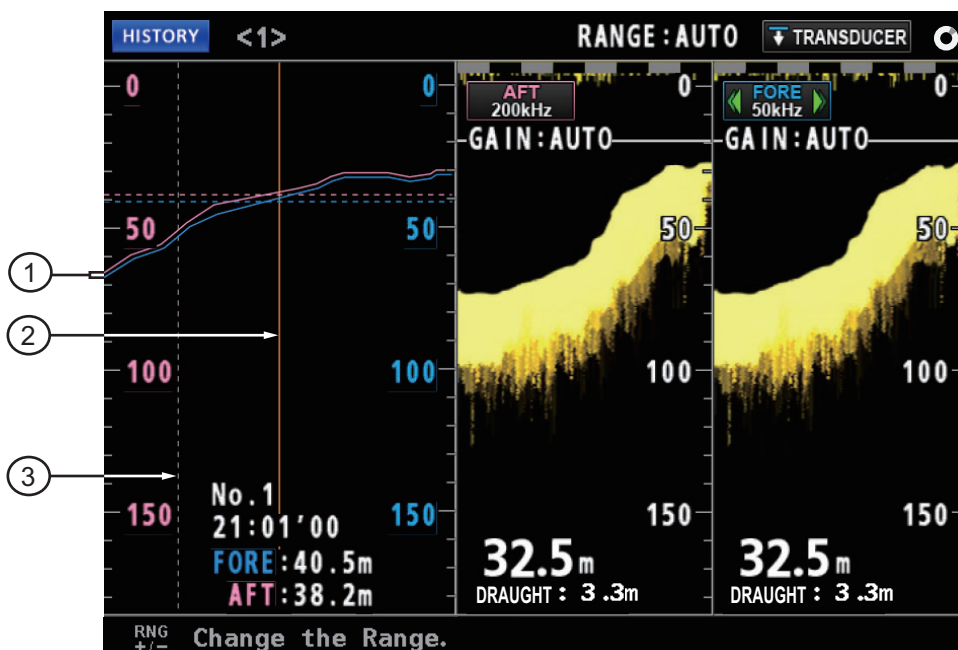 HISTORY <1> RANGE:AUTO TRANSDUCER
0 0
50 50
100 100
150 150
1
2
3
No.1
21:01'00
FORE:40.5m
AFT:38.2m
AFT
200kHz
GAIN:AUTO
0
50
100
150
32.5m
DRAUGHT: 3.3m
FORE
50kHz
GAIN:AUTO
0
50
100
150
32.5m
DRAUGHT: 3.3m
RNG
+/-
Change the Range.